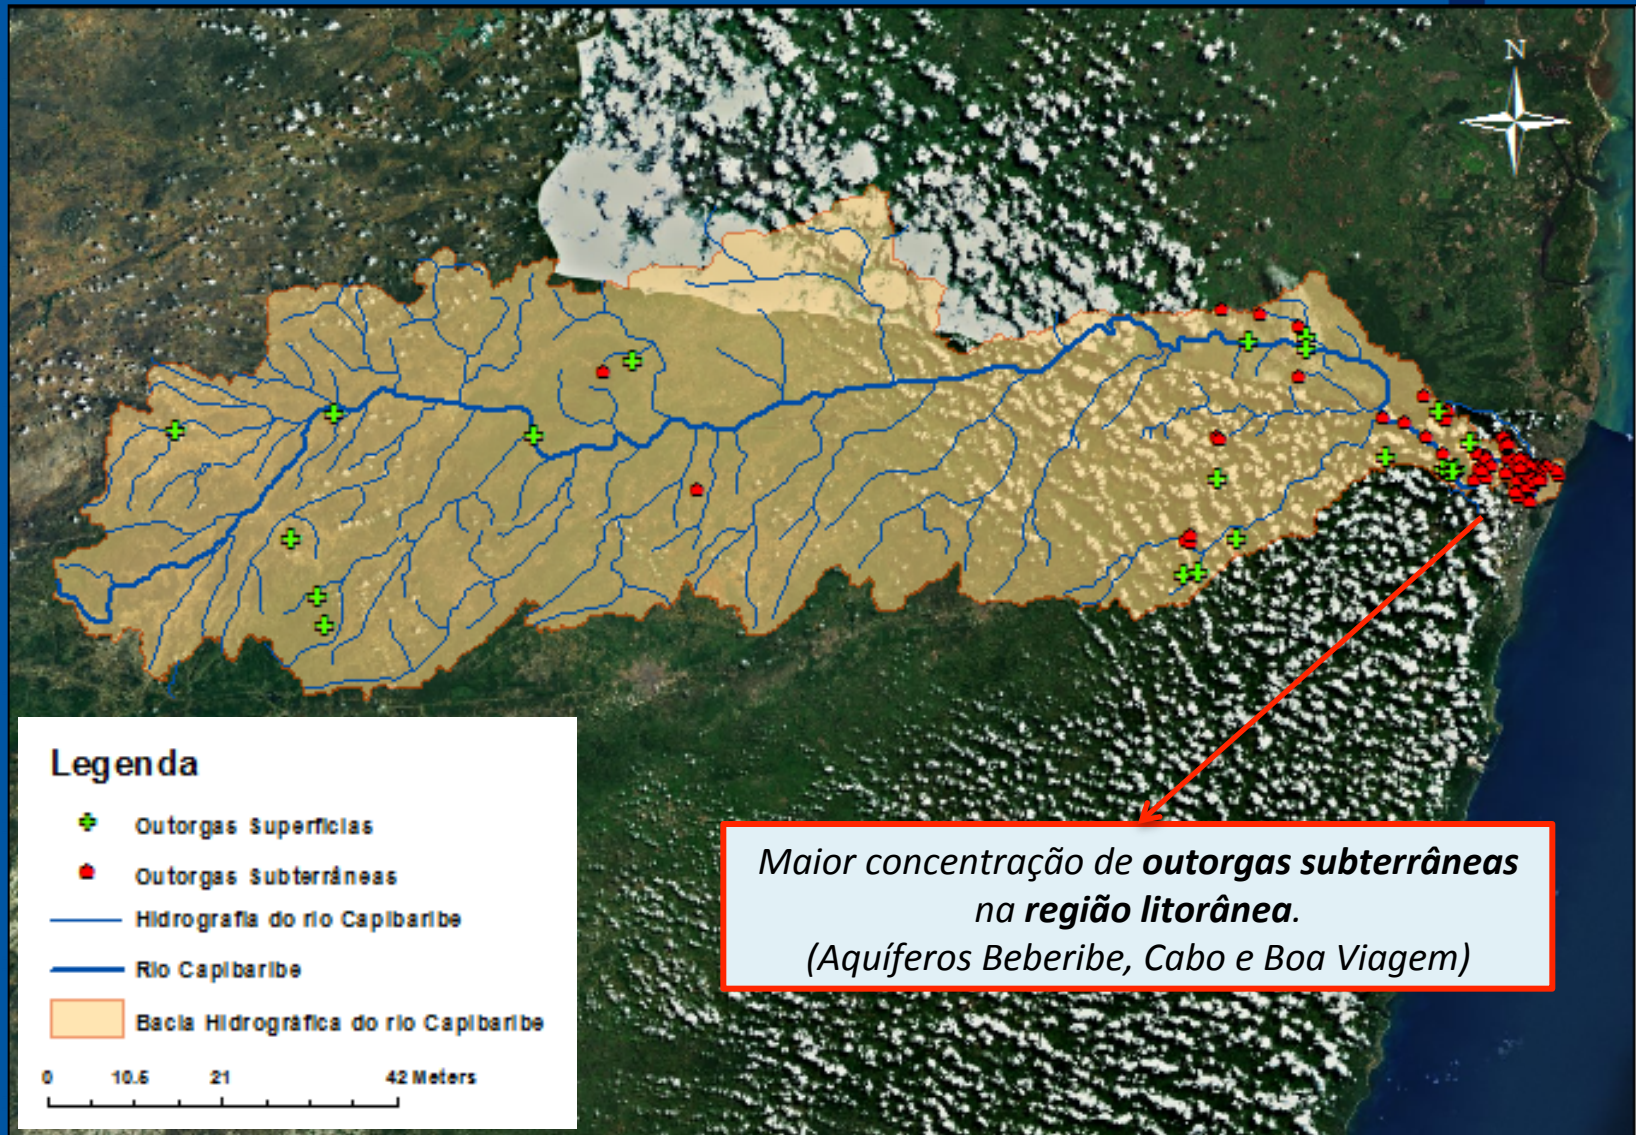 N
Legenda
Outorgas Superficias
Outorgas Subterrâneas
Hidrografia do rio Capibaribe
Rio Capibaribe
Bacia Hidrográfica do rio Capibaribe
0 10.5 21 42 Meters
Maior concentração de outorgas subterrâneas
na região litorânea.
(Aquíferos Beberibe, Cabo e Boa Viagem)